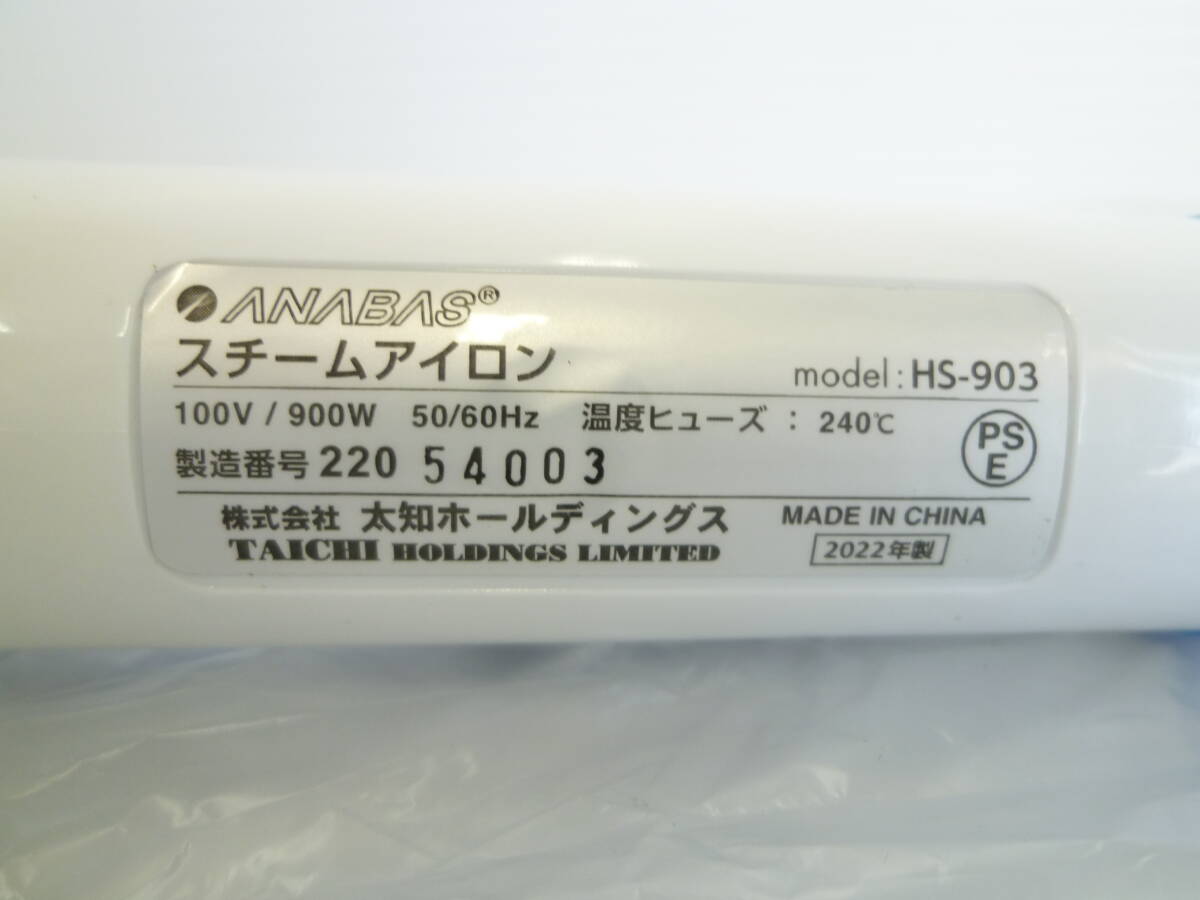 ANABAS®
スチームアイロン model: HS-903
100V / 900W 50/60Hz 温度ヒューズ : 240℃
PS
E
製造番号 220 54003
株式会社 太知ホールディングス MADE IN CHINA
TAICHI HOLDINGS LIMITED 2022年製